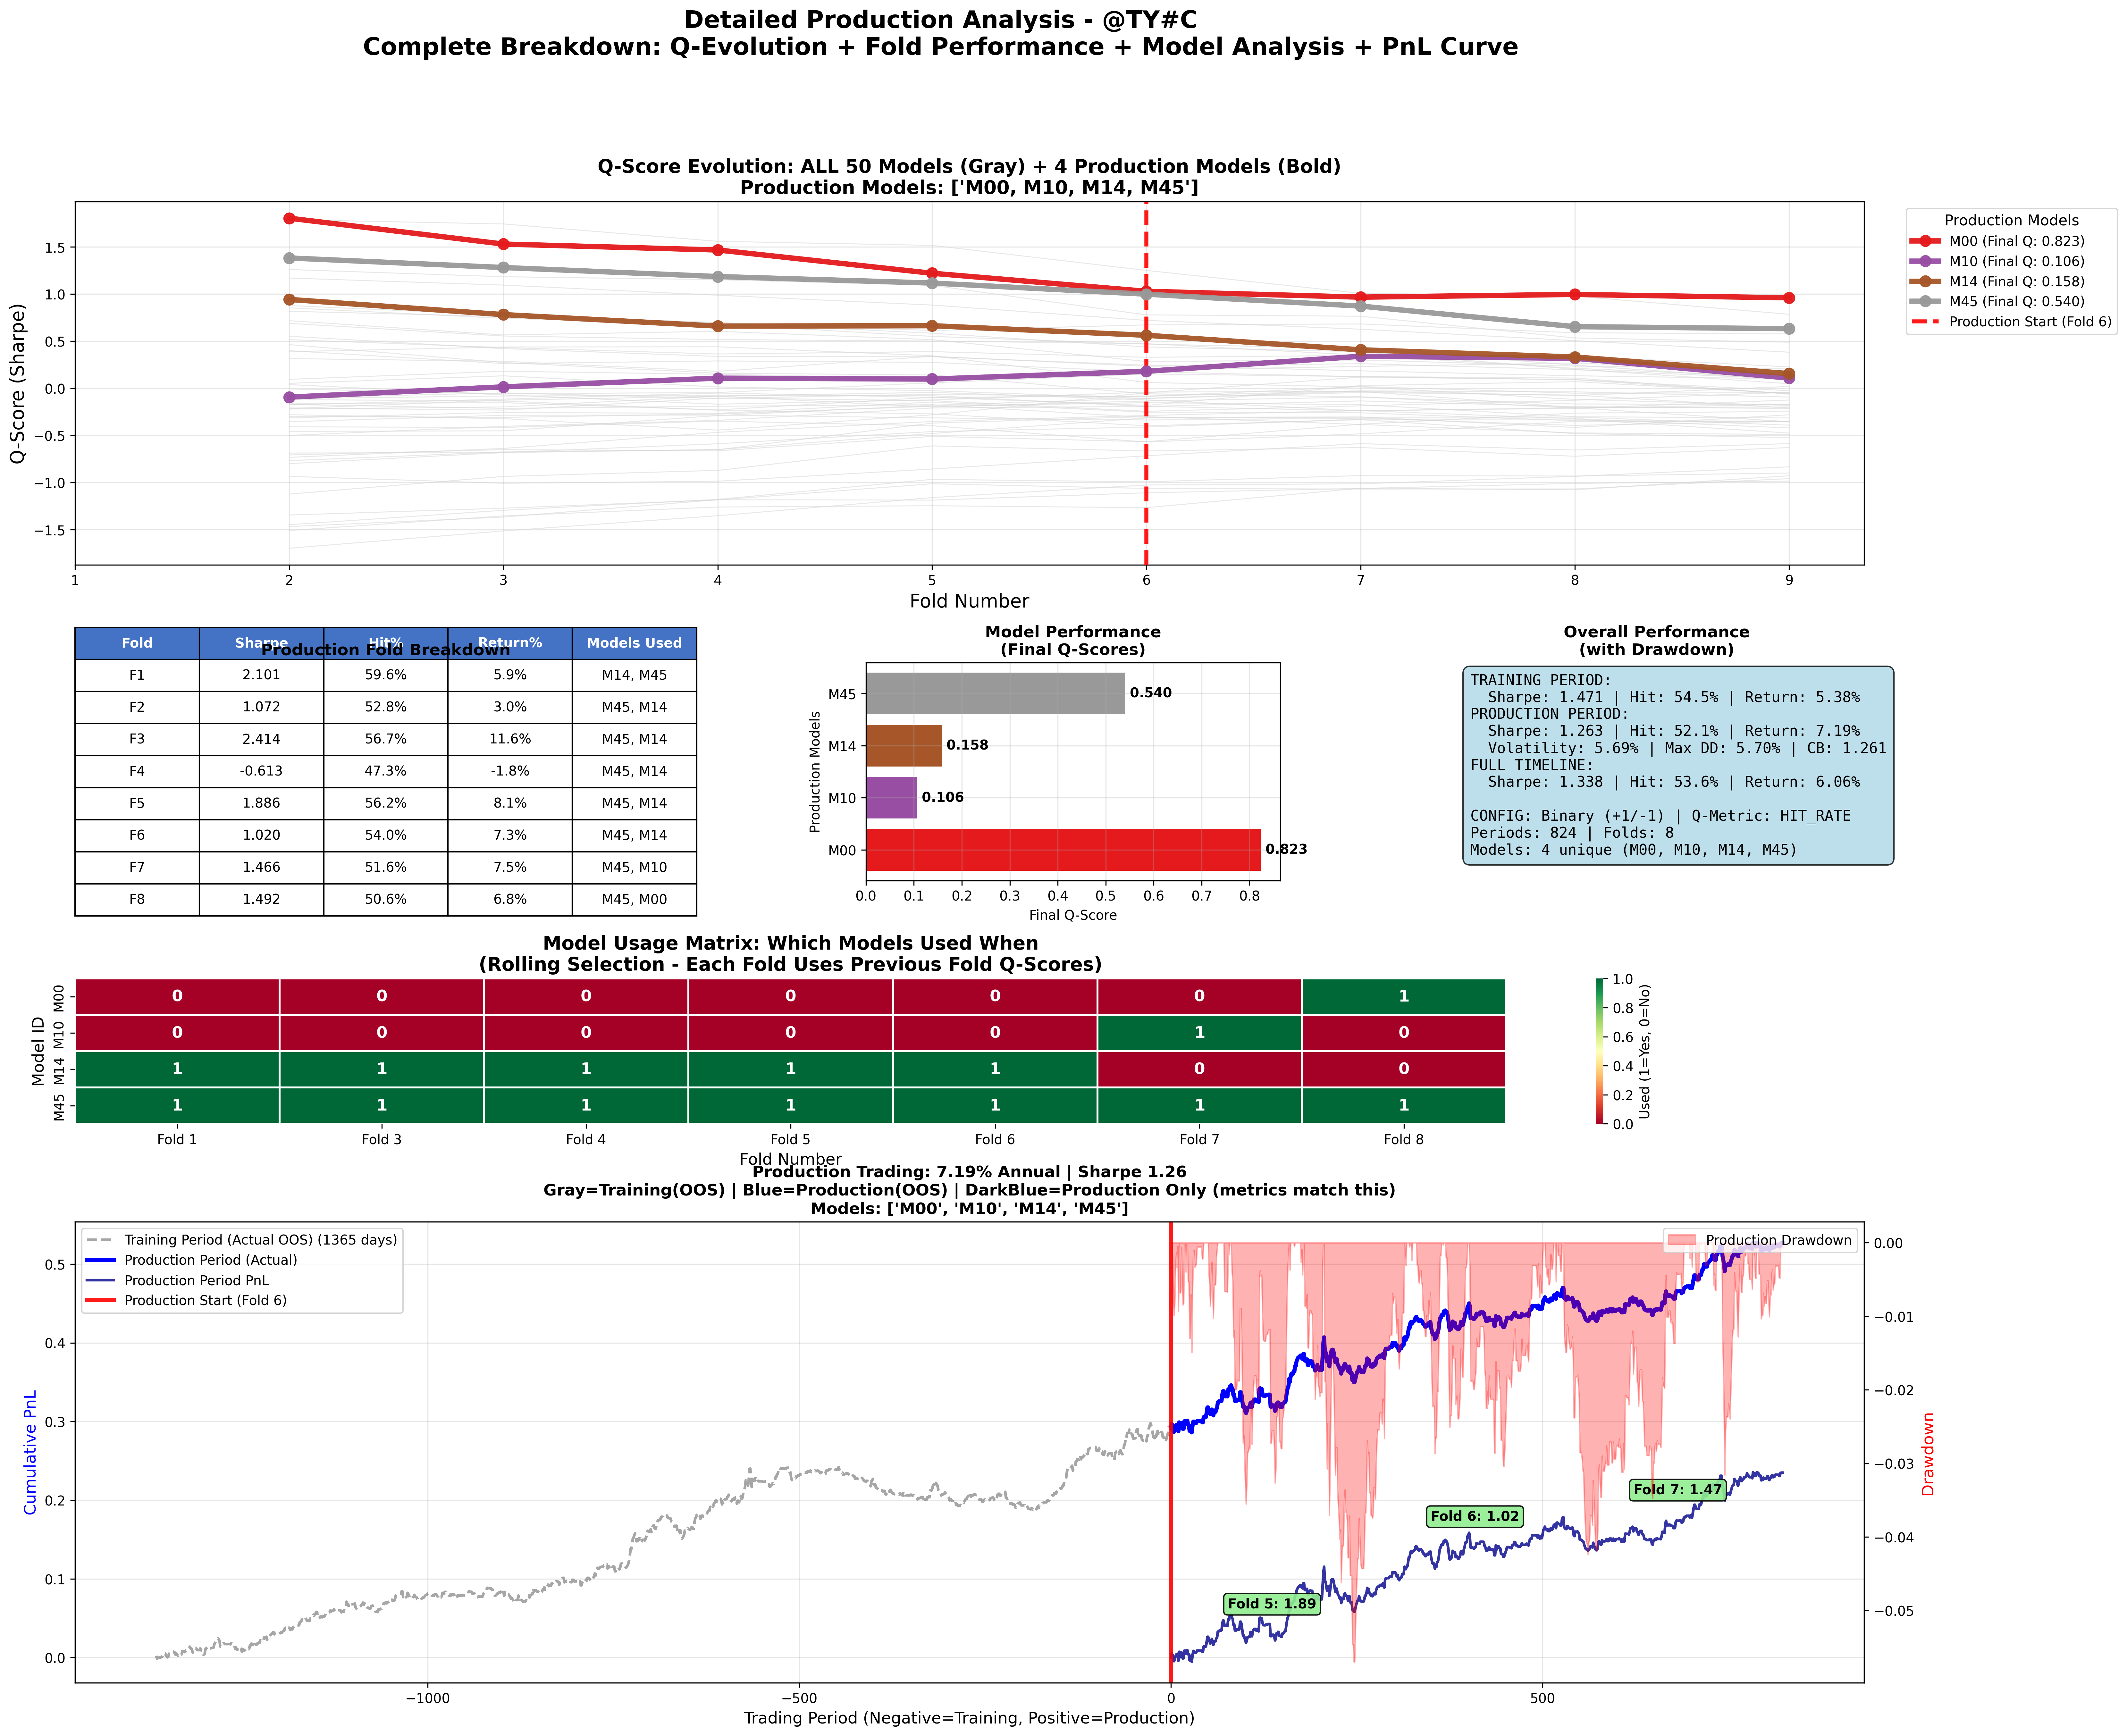 Detailed Production Analysis - @TY#C
Complete Breakdown: Q-Evolution + Fold Performance + Model Analysis + PnL Curve
Q-Score Evolution: ALL 50 Models (Gray) + 4 Production Models (Bold)
Production Models: ['M00, M10, M14, M45']
Q-Score (Sharpe)
1.5
1.0
0.5
0.0
−0.5
−1.0
−1.5
1 2 3 4 5 6 7 8 9
Fold Number
Production Models
M00 (Final Q: 0.823)
M10 (Final Q: 0.106)
M14 (Final Q: 0.158)
M45 (Final Q: 0.540)
Production Start (Fold 6)
Production Fold Breakdown
Fold Sharpe Hit% Return% Models Used
F1 2.101 59.6% 5.9% M14, M45
F2 1.072 52.8% 3.0% M45, M14
F3 2.414 56.7% 11.6% M45, M14
F4 -0.613 47.3% -1.8% M45, M14
F5 1.886 56.2% 8.1% M45, M14
F6 1.020 54.0% 7.3% M45, M14
F7 1.466 51.6% 7.5% M45, M10
F8 1.492 50.6% 6.8% M45, M00
Model Performance
(Final Q-Scores)
Production Models
M45 0.540
M14 0.158
M10 0.106
M00 0.823
0.0 0.1 0.2 0.3 0.4 0.5 0.6 0.7 0.8
Final Q-Score
Overall Performance
(with Drawdown)
TRAINING PERIOD:
Sharpe: 1.471 | Hit: 54.5% | Return: 5.38%
PRODUCTION PERIOD:
Sharpe: 1.263 | Hit: 52.1% | Return: 7.19%
Volatility: 5.69% | Max DD: 5.70% | CB: 1.261
FULL TIMELINE:
Sharpe: 1.338 | Hit: 53.6% | Return: 6.06%
CONFIG: Binary (+1/-1) | Q-Metric: HIT_RATE
Periods: 824 | Folds: 8
Models: 4 unique (M00, M10, M14, M45)
Model Usage Matrix: Which Models Used When
(Rolling Selection - Each Fold Uses Previous Fold Q-Scores)
Model ID
M00 0 0 0 0 0 0 1
M10 0 0 0 0 0 1 0
M14 1 1 1 1 1 0 0
M45 1 1 1 1 1 1 1
Fold 1 Fold 3 Fold 4 Fold 5 Fold 6 Fold 7 Fold 8
Fold Number
1.0
0.8
0.6
0.4
0.2
0.0
Used (1=Yes, 0=No)
Production Trading: 7.19% Annual | Sharpe 1.26
Gray=Training(OOS) | Blue=Production(OOS) | DarkBlue=Production Only (metrics match this)
Models: ['M00', 'M10', 'M14', 'M45']
Training Period (Actual OOS) (1365 days)
Production Period (Actual)
Production Period PnL
Production Start (Fold 6)
Production Drawdown
Cumulative PnL
0.5
0.4
0.3
0.2
0.1
0.0
Fold 5: 1.89
Fold 6: 1.02
Fold 7: 1.47
0.00
−0.01
−0.02
−0.03
−0.04
−0.05
Drawdown
−1000 −500 0 500
Trading Period (Negative=Training, Positive=Production)